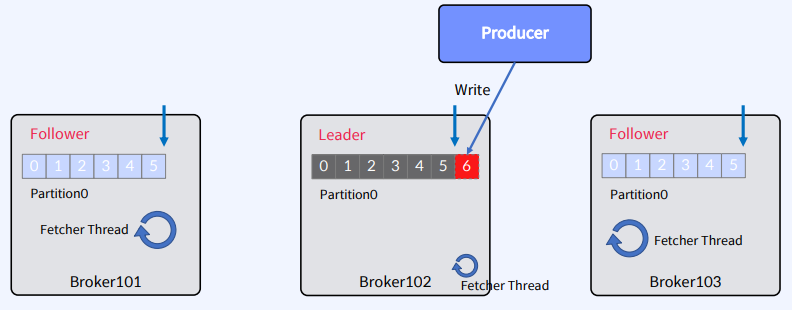 Producer
Write
Follower
0 1 2 3 4 5
Partition0
Fetcher Thread
Broker101
Leader
0 1 2 3 4 5 6
Partition0
Broker102
Fetcher Thread
Follower
0 1 2 3 4 5
Partition0
Fetcher Thread
Broker103